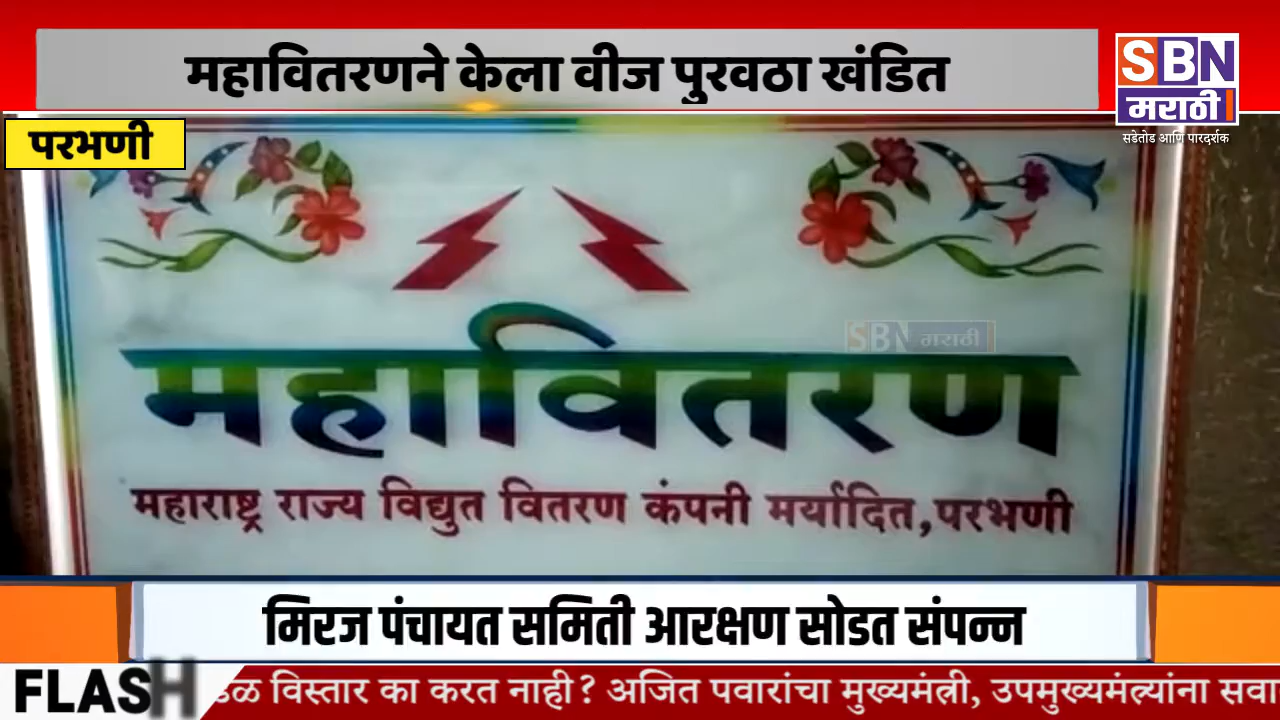 महावितरणने केला वीज पुरवठा खंडित
SBN
मराठी
सडेतोड आणि पारदर्शक
परभणी
SBN मराठी
महावितरण
महाराष्ट्र राज्य विद्युत वितरण कंपनी मर्यादित, परभणी
मिरज पंचायत समिती आरक्षण सोडत संपन्न
FLASH
विस्तार का करत नाही? अजित पवारांचा मुख्यमंत्री, उपमुख्यमंत्र्यांना